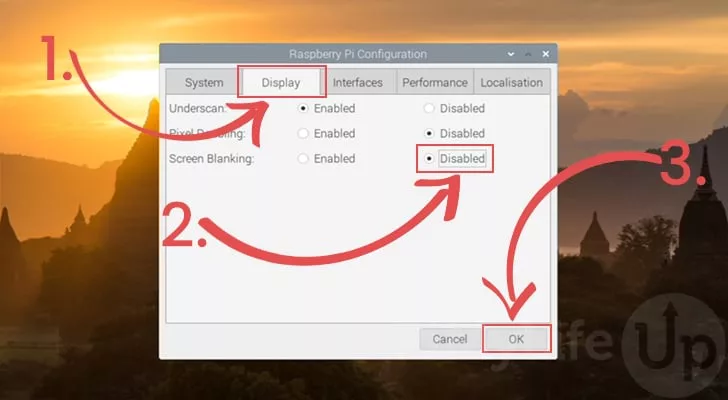 1.
Raspberry Pi Configuration
System Display Interfaces Performance Localisation
Underscan: Enabled Disabled
Pixel Doubling: Enabled Disabled
Screen Blanking: Enabled Disabled
2.
3.
Cancel OK
Up